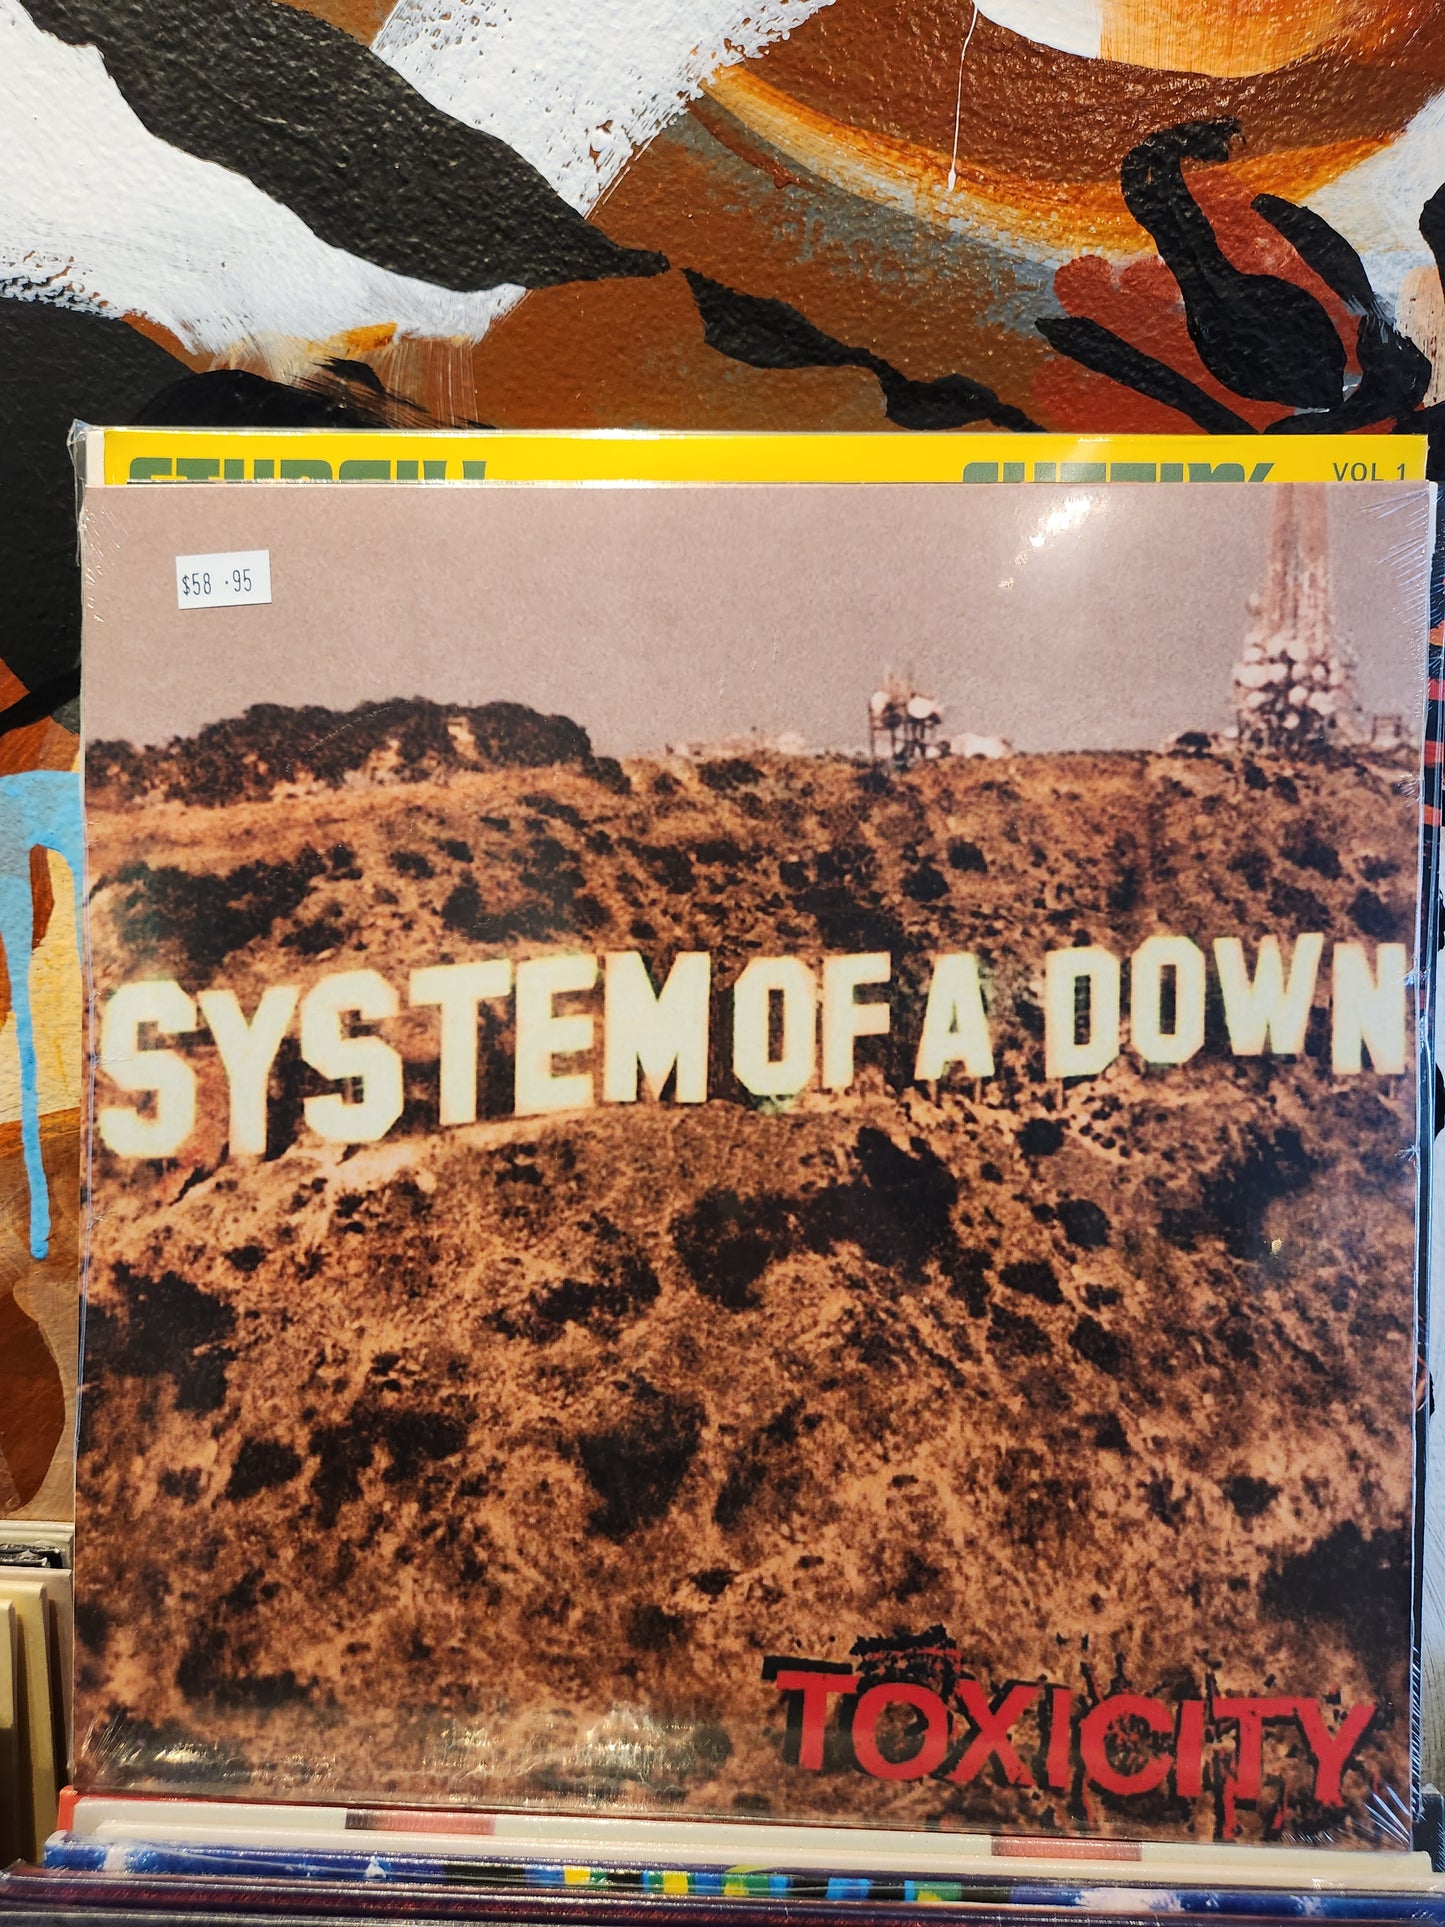 VOL 1
$58 .95
SYSTEM OF A DOWN
TOXICITY